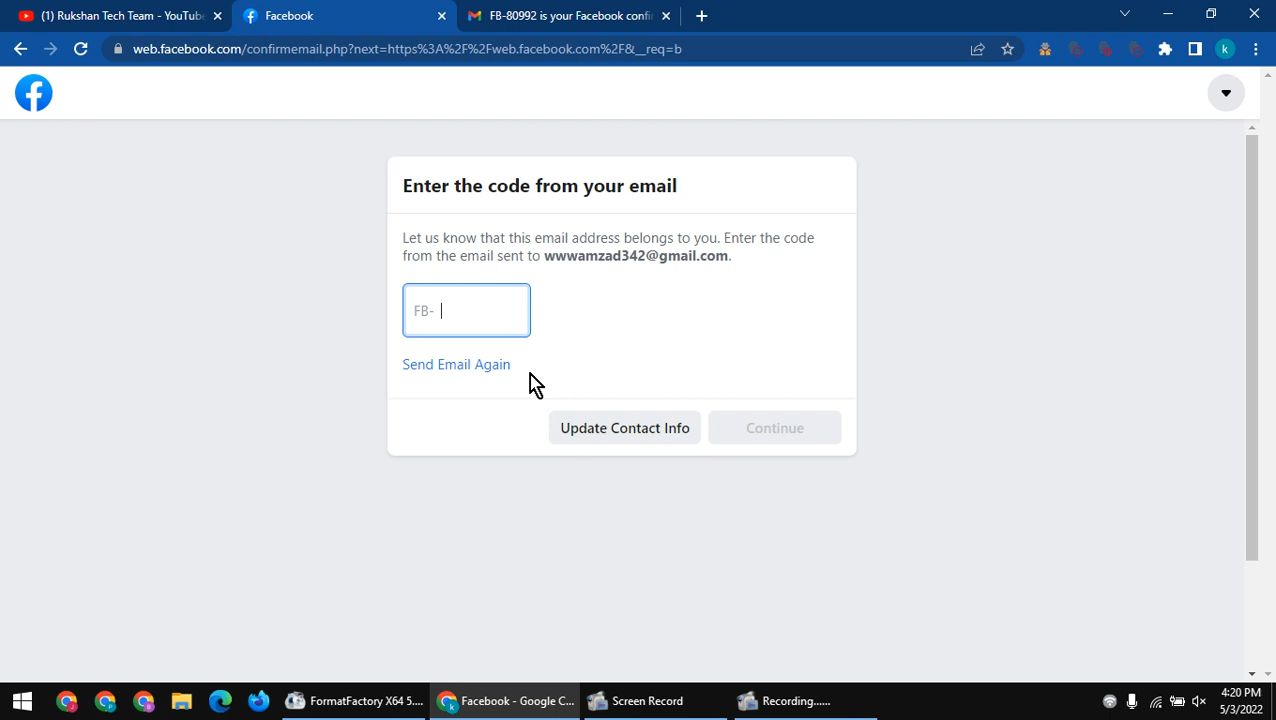 (1) Rukshan Tech Team - YouTube
Facebook
FB-80992 is your Facebook confi
web.facebook.com/confirmemail.php?next=https%3A%2F%2Fweb.facebook.com%2F&__req=b
k
Enter the code from your email
Let us know that this email address belongs to you. Enter the code
from the email sent to wwwamzad342@gmail.com.
FB-
Send Email Again
Update Contact Info
Continue
FormatFactory X64 5....
Facebook - Google C...
Screen Record
Recording......
4:20 PM
5/3/2022